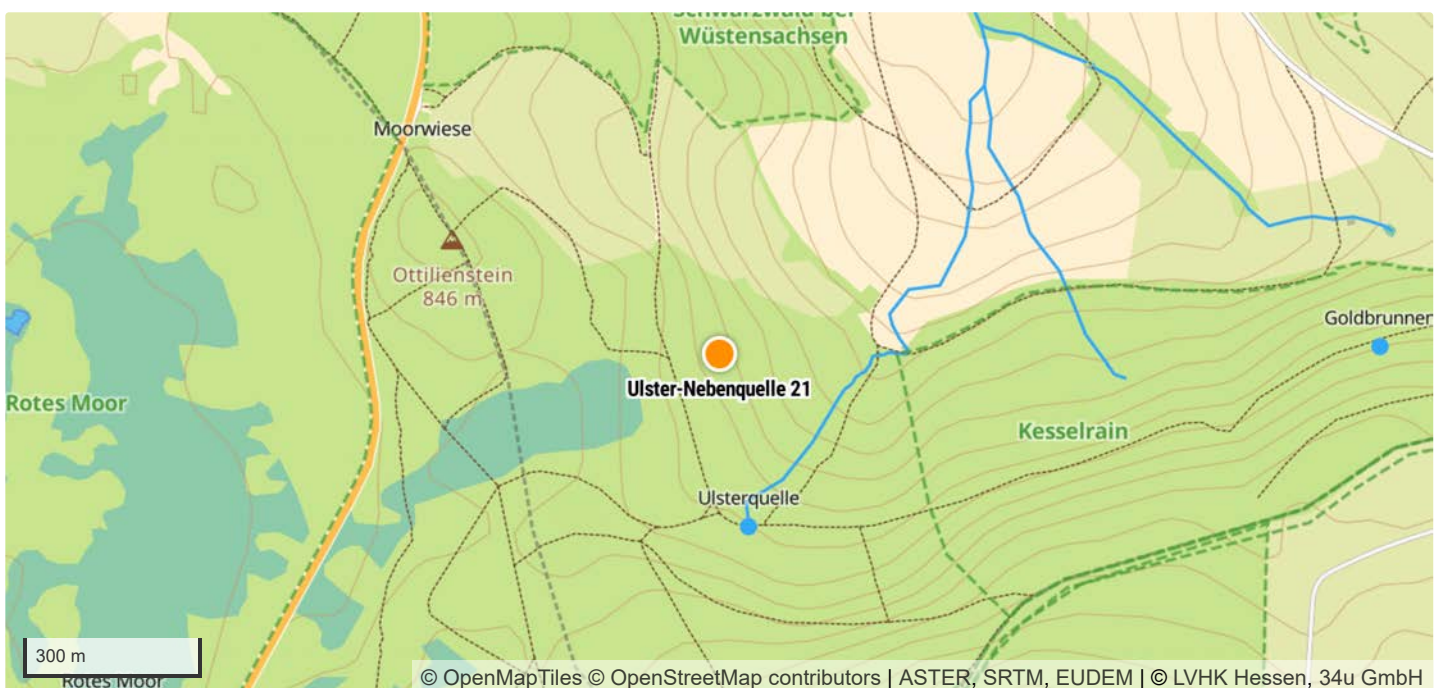 Schwarzwald bei
Wüstensachsen
Moorwiese
Ottilienstein
846 m
Goldbrunnen
Ulster-Nebenquelle 21
Rotes Moor
Kesselrain
Ulsterquelle
300 m
Rotes Moor
© OpenMapTiles © OpenStreetMap contributors | ASTER, SRTM, EUDEM | © LVHK Hessen, 34u GmbH